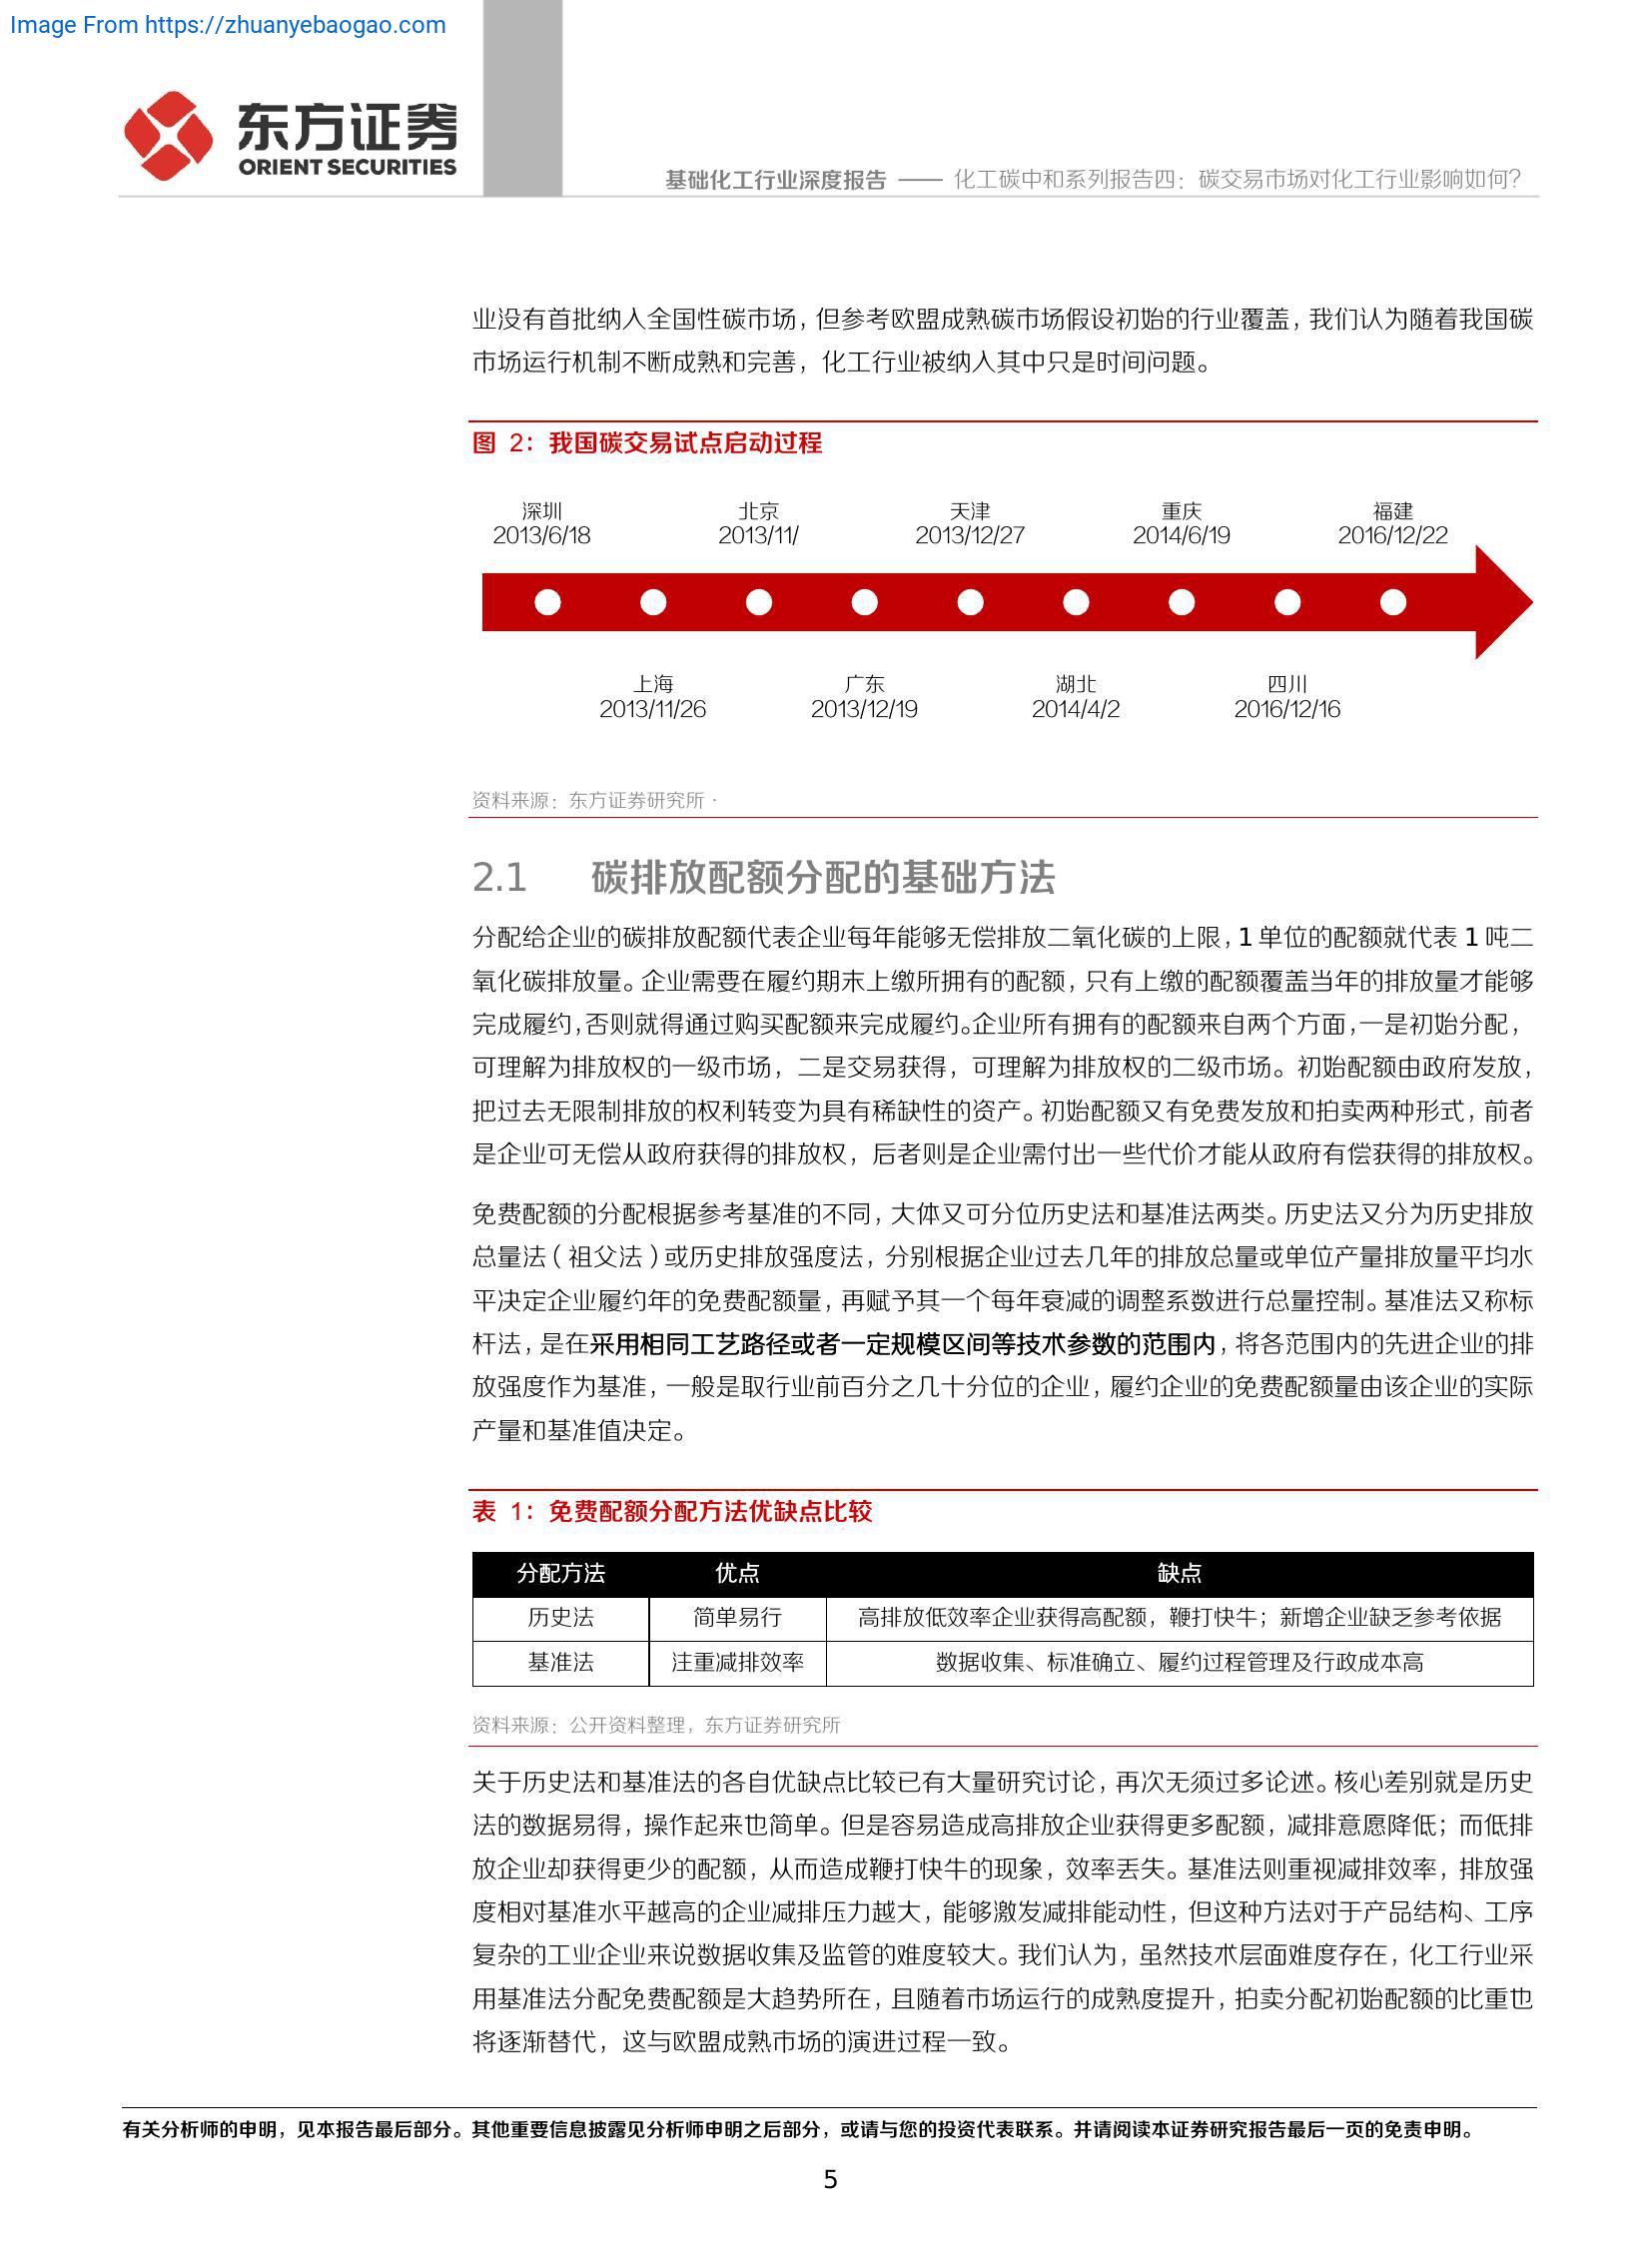 Image From https://zhuanyebaogao.com
东方证券
ORIENT SECURITIES
基础化工行业深度报告 —— 化工碳中和系列报告四：碳交易市场对化工行业影响如何？
业没有首批纳入全国性碳市场，但参考欧盟成熟碳市场假设初始的行业覆盖，我们认为随着我国碳
市场运行机制不断成熟和完善，化工行业被纳入其中只是时间问题。
图 2：我国碳交易试点启动过程
深圳 北京 天津 重庆 福建
2013/6/18 2013/11/ 2013/12/27 2014/6/19 2016/12/22
上海 广东 湖北 四川
2013/11/26 2013/12/19 2014/4/2 2016/12/16
资料来源：东方证券研究所 ·
2.1 碳排放配额分配的基础方法
分配给企业的碳排放配额代表企业每年能够无偿排放二氧化碳的上限，1 单位的配额就代表 1 吨二
氧化碳排放量。企业需要在履约期末上缴所拥有的配额，只有上缴的配额覆盖当年的排放量才能够
完成履约，否则就得通过购买配额来完成履约。企业所有拥有的配额来自两个方面，一是初始分配，
可理解为排放权的一级市场，二是交易获得，可理解为排放权的二级市场。初始配额由政府发放，
把过去无限制排放的权利转变为具有稀缺性的资产。初始配额又有免费发放和拍卖两种形式，前者
是企业可无偿从政府获得的排放权，后者则是企业需付出一些代价才能从政府有偿获得的排放权。
免费配额的分配根据参考基准的不同，大体又可分位历史法和基准法两类。历史法又分为历史排放
总量法（祖父法）或历史排放强度法，分别根据企业过去几年的排放总量或单位产量排放量平均水
平决定企业履约年的免费配额量，再赋予其一个每年衰减的调整系数进行总量控制。基准法又称标
杆法，是在采用相同工艺路径或者一定规模区间等技术参数的范围内，将各范围内的先进企业的排
放强度作为基准，一般是取行业前百分之几十分位的企业，履约企业的免费配额量由该企业的实际
产量和基准值决定。
表 1：免费配额分配方法优缺点比较
分配方法 优点 缺点
历史法 简单易行 高排放低效率企业获得高配额，鞭打快牛；新增企业缺乏参考依据
基准法 注重减排效率 数据收集、标准确立、履约过程管理及行政成本高
资料来源：公开资料整理，东方证券研究所
关于历史法和基准法的各自优缺点比较已有大量研究讨论，再次无须过多论述。核心差别就是历史
法的数据易得，操作起来也简单。但是容易造成高排放企业获得更多配额，减排意愿降低；而低排
放企业却获得更少的配额，从而造成鞭打快牛的现象，效率丢失。基准法则重视减排效率，排放强
度相对基准水平越高的企业减排压力越大，能够激发减排能动性，但这种方法对于产品结构、工序
复杂的工业企业来说数据收集及监管的难度较大。我们认为，虽然技术层面难度存在，化工行业采
用基准法分配免费配额是大趋势所在，且随着市场运行的成熟度提升，拍卖分配初始配额的比重也
将逐渐替代，这与欧盟成熟市场的演进过程一致。
有关分析师的申明，见本报告最后部分。其他重要信息披露见分析师申明之后部分，或请与您的投资代表联系。并请阅读本证券研究报告最后一页的免责申明。
5